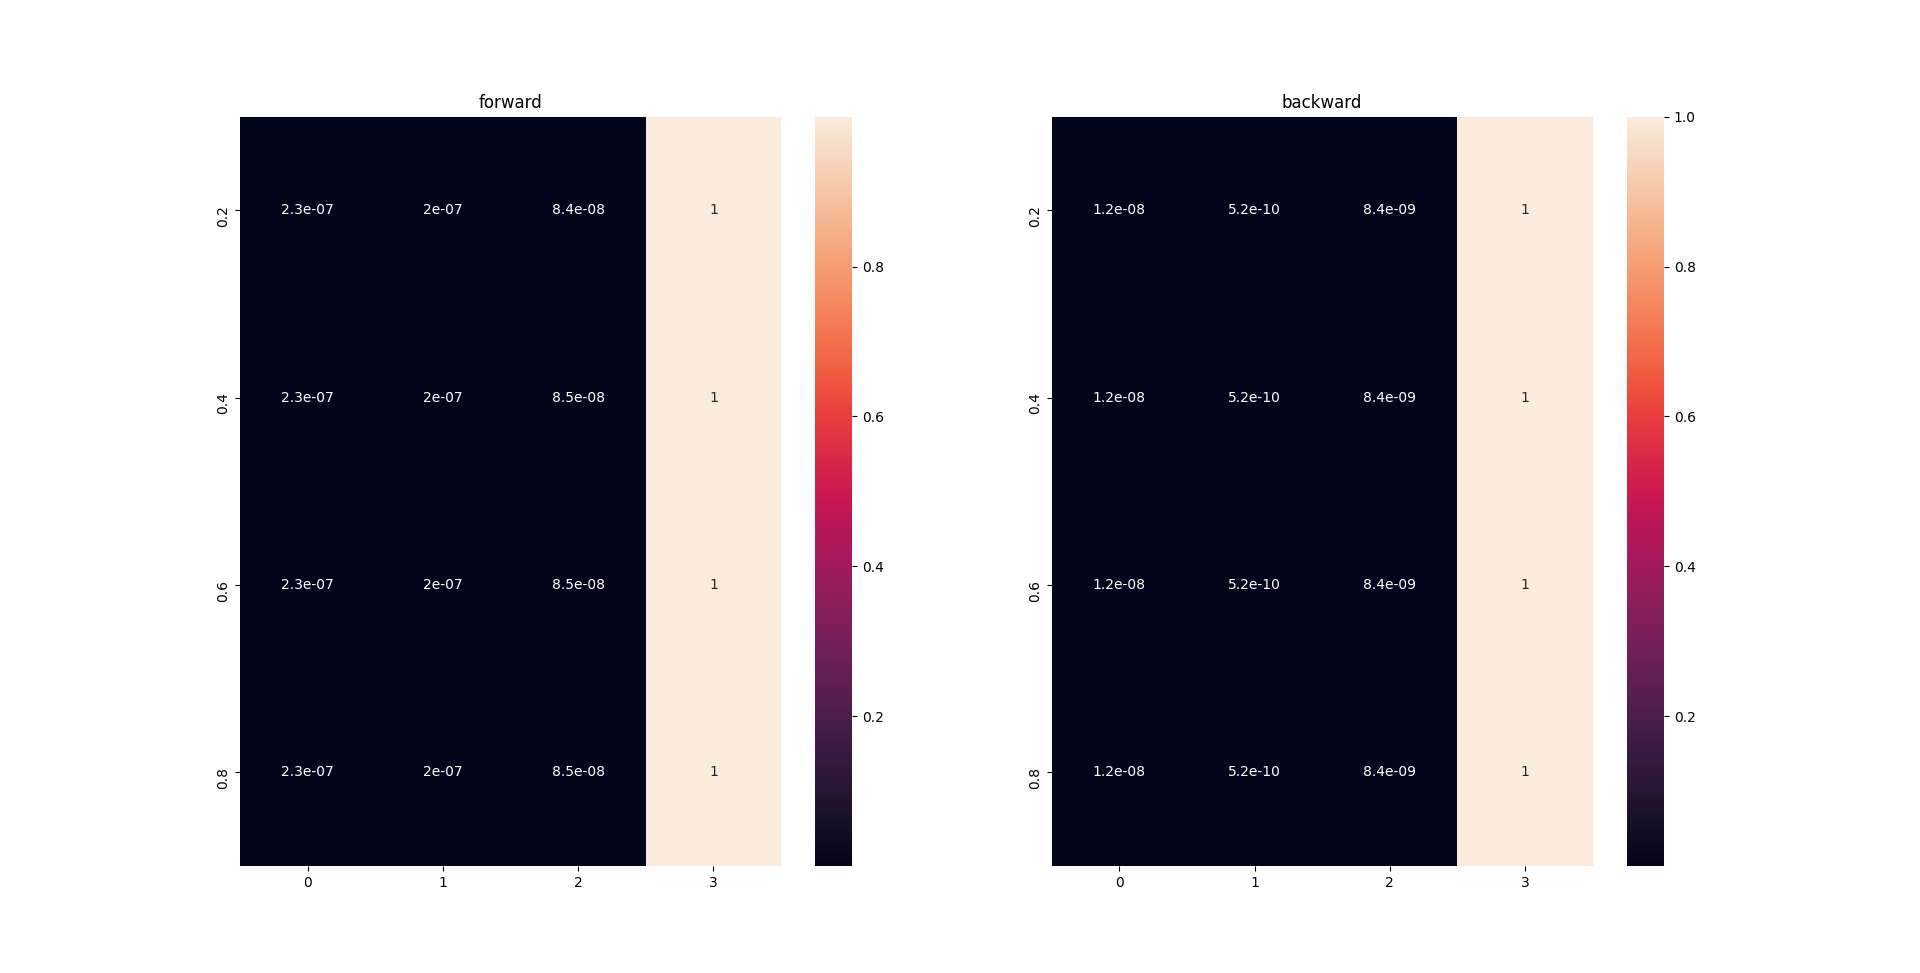 forward
0.2 2.3e-07 2e-07 8.4e-08 1
0.4 2.3e-07 2e-07 8.5e-08 1
0.6 2.3e-07 2e-07 8.5e-08 1
0.8 2.3e-07 2e-07 8.5e-08 1
0 1 2 3
0.8
0.6
0.4
0.2
backward
0.2 1.2e-08 5.2e-10 8.4e-09 1
0.4 1.2e-08 5.2e-10 8.4e-09 1
0.6 1.2e-08 5.2e-10 8.4e-09 1
0.8 1.2e-08 5.2e-10 8.4e-09 1
0 1 2 3
1.0
0.8
0.6
0.4
0.2